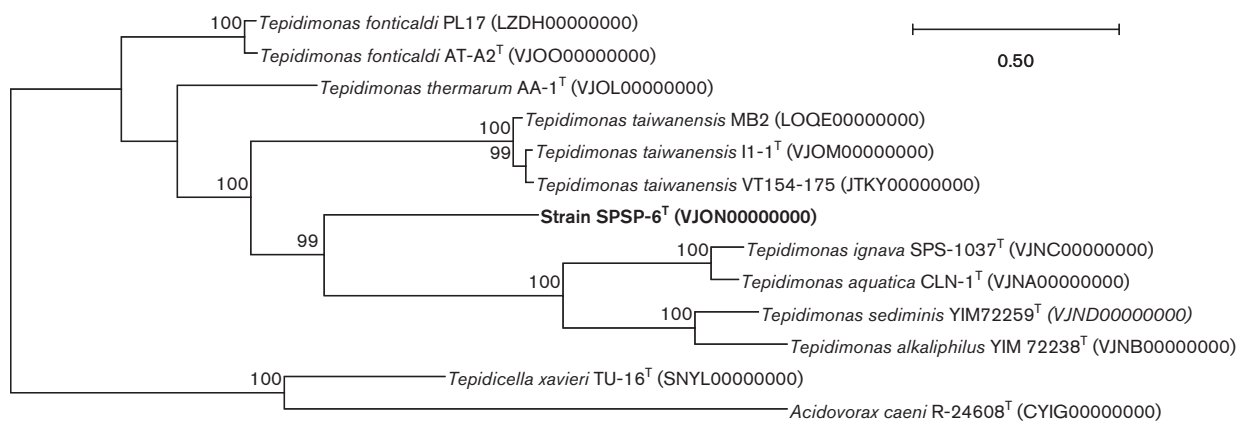 100 Tepidimonas fonticaldi PL17 (LZDH00000000)
Tepidimonas fonticaldi AT-A2ᵀ (VJOO00000000)
0.50
Tepidimonas thermarum AA-1ᵀ (VJOL00000000)
100 Tepidimonas taiwanensis MB2 (LOQE00000000)
99 Tepidimonas taiwanensis I1-1ᵀ (VJOM00000000)
100 Tepidimonas taiwanensis VT154-175 (JTKY00000000)
Strain SPSP-6ᵀ (VJON00000000)
99
100 Tepidimonas ignava SPS-1037ᵀ (VJNC00000000)
100 Tepidimonas aquatica CLN-1ᵀ (VJNA00000000)
100 Tepidimonas sediminis YIM72259ᵀ (VJND00000000)
Tepidimonas alkaliphilus YIM 72238ᵀ (VJNB00000000)
100 Tepidicella xavieri TU-16ᵀ (SNYL00000000)
Acidovorax caeni R-24608ᵀ (CYIG00000000)